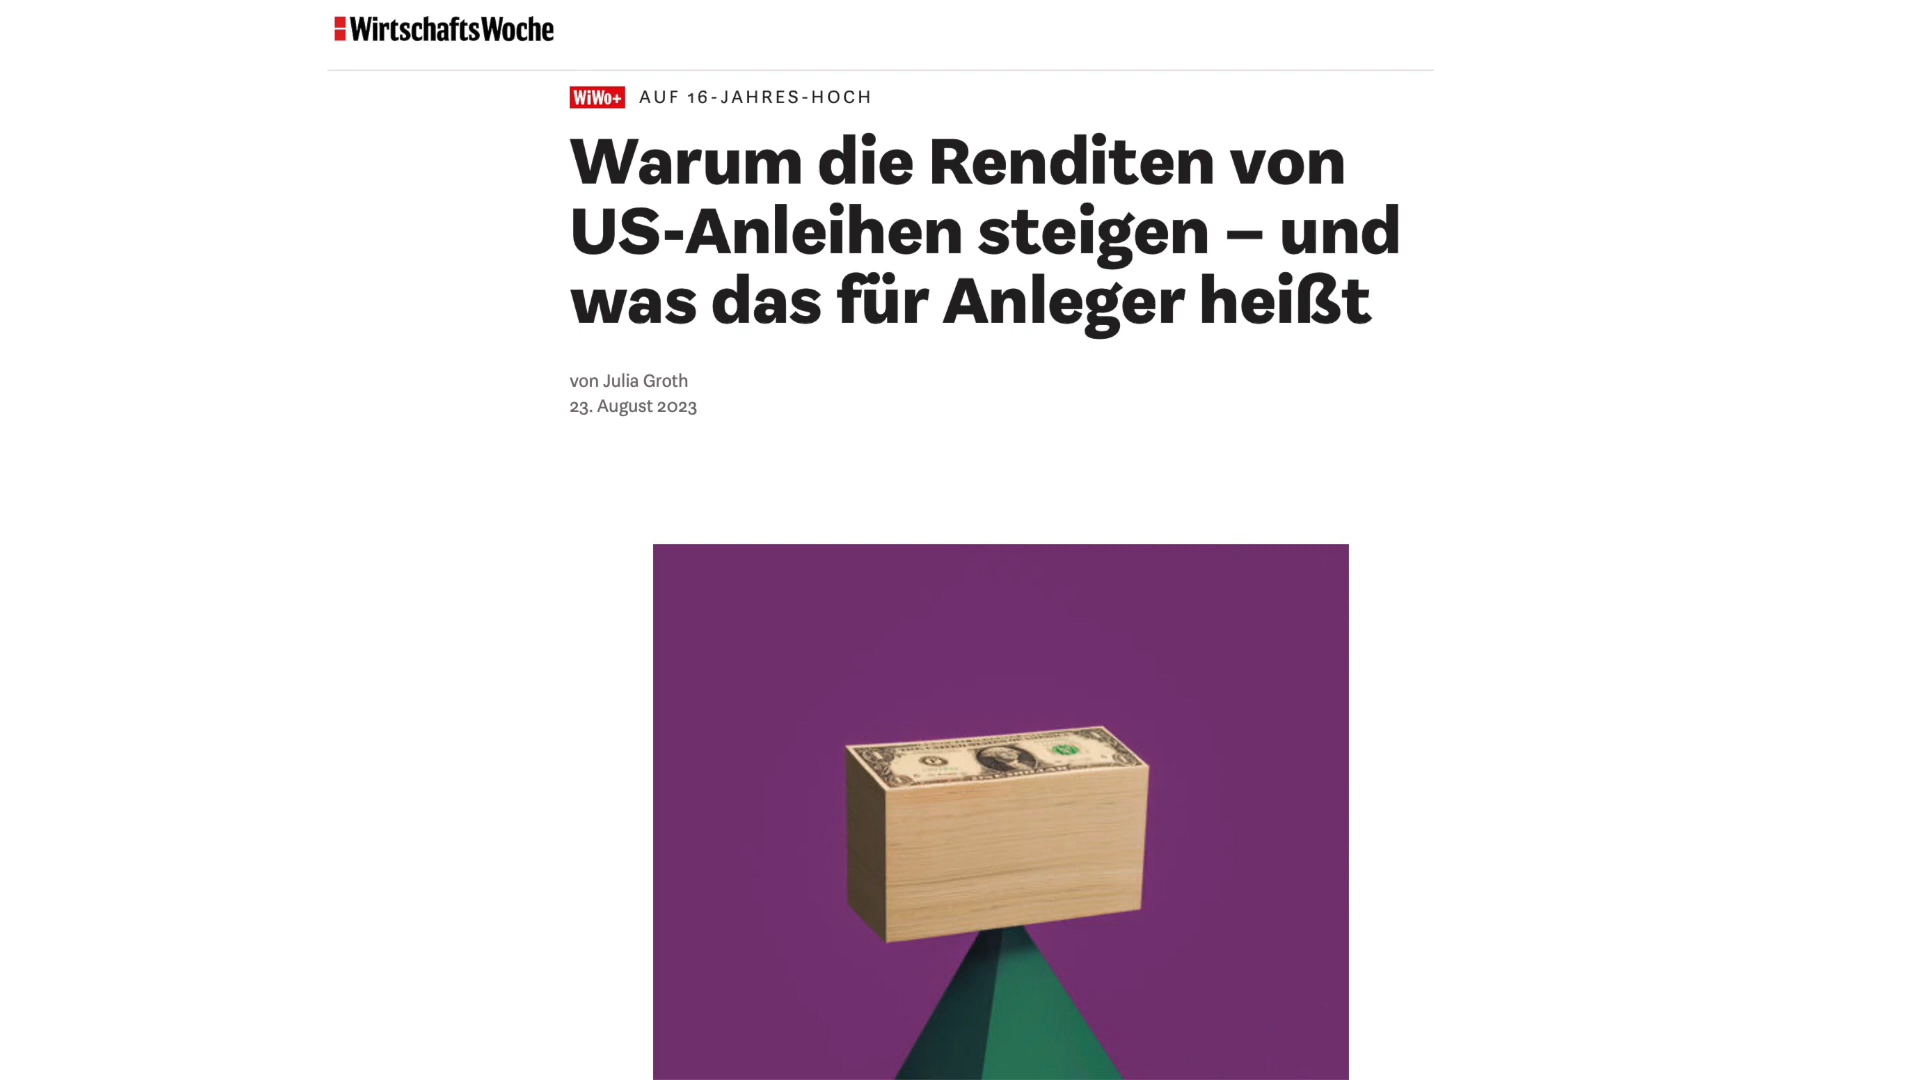 WirtschaftsWoche
WiWo+ AUF 16-JAHRES-HOCH
Warum die Renditen von
US-Anleihen steigen – und
was das für Anleger heißt
von Julia Groth
23. August 2023